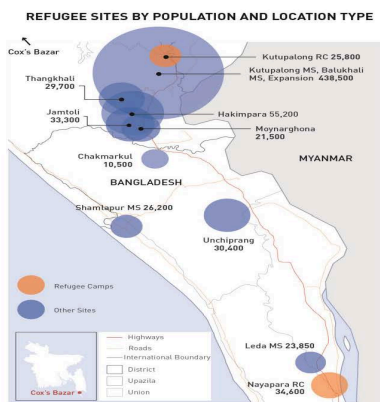 REFUGEE SITES BY POPULATION AND LOCATION TYPE
Cox's Bazar
Kutupalong RC 25,800
Kutupalong MS, Balukhali
MS, Expansion 438,500
Thangkhali
29,700
Jamtoli
33,300
Hakimpara 55,200
Moynarghona
21,500
Chakmarkul
10,500
MYANMAR
BANGLADESH
Shamlapur MS 26,200
Unchiprang
30,400
Refugee Camps
Other Sites
Leda MS 23,850
Nayapara RC
34,600
Highways
Roads
International Boundary
District
Upazila
Union
Cox's Bazar